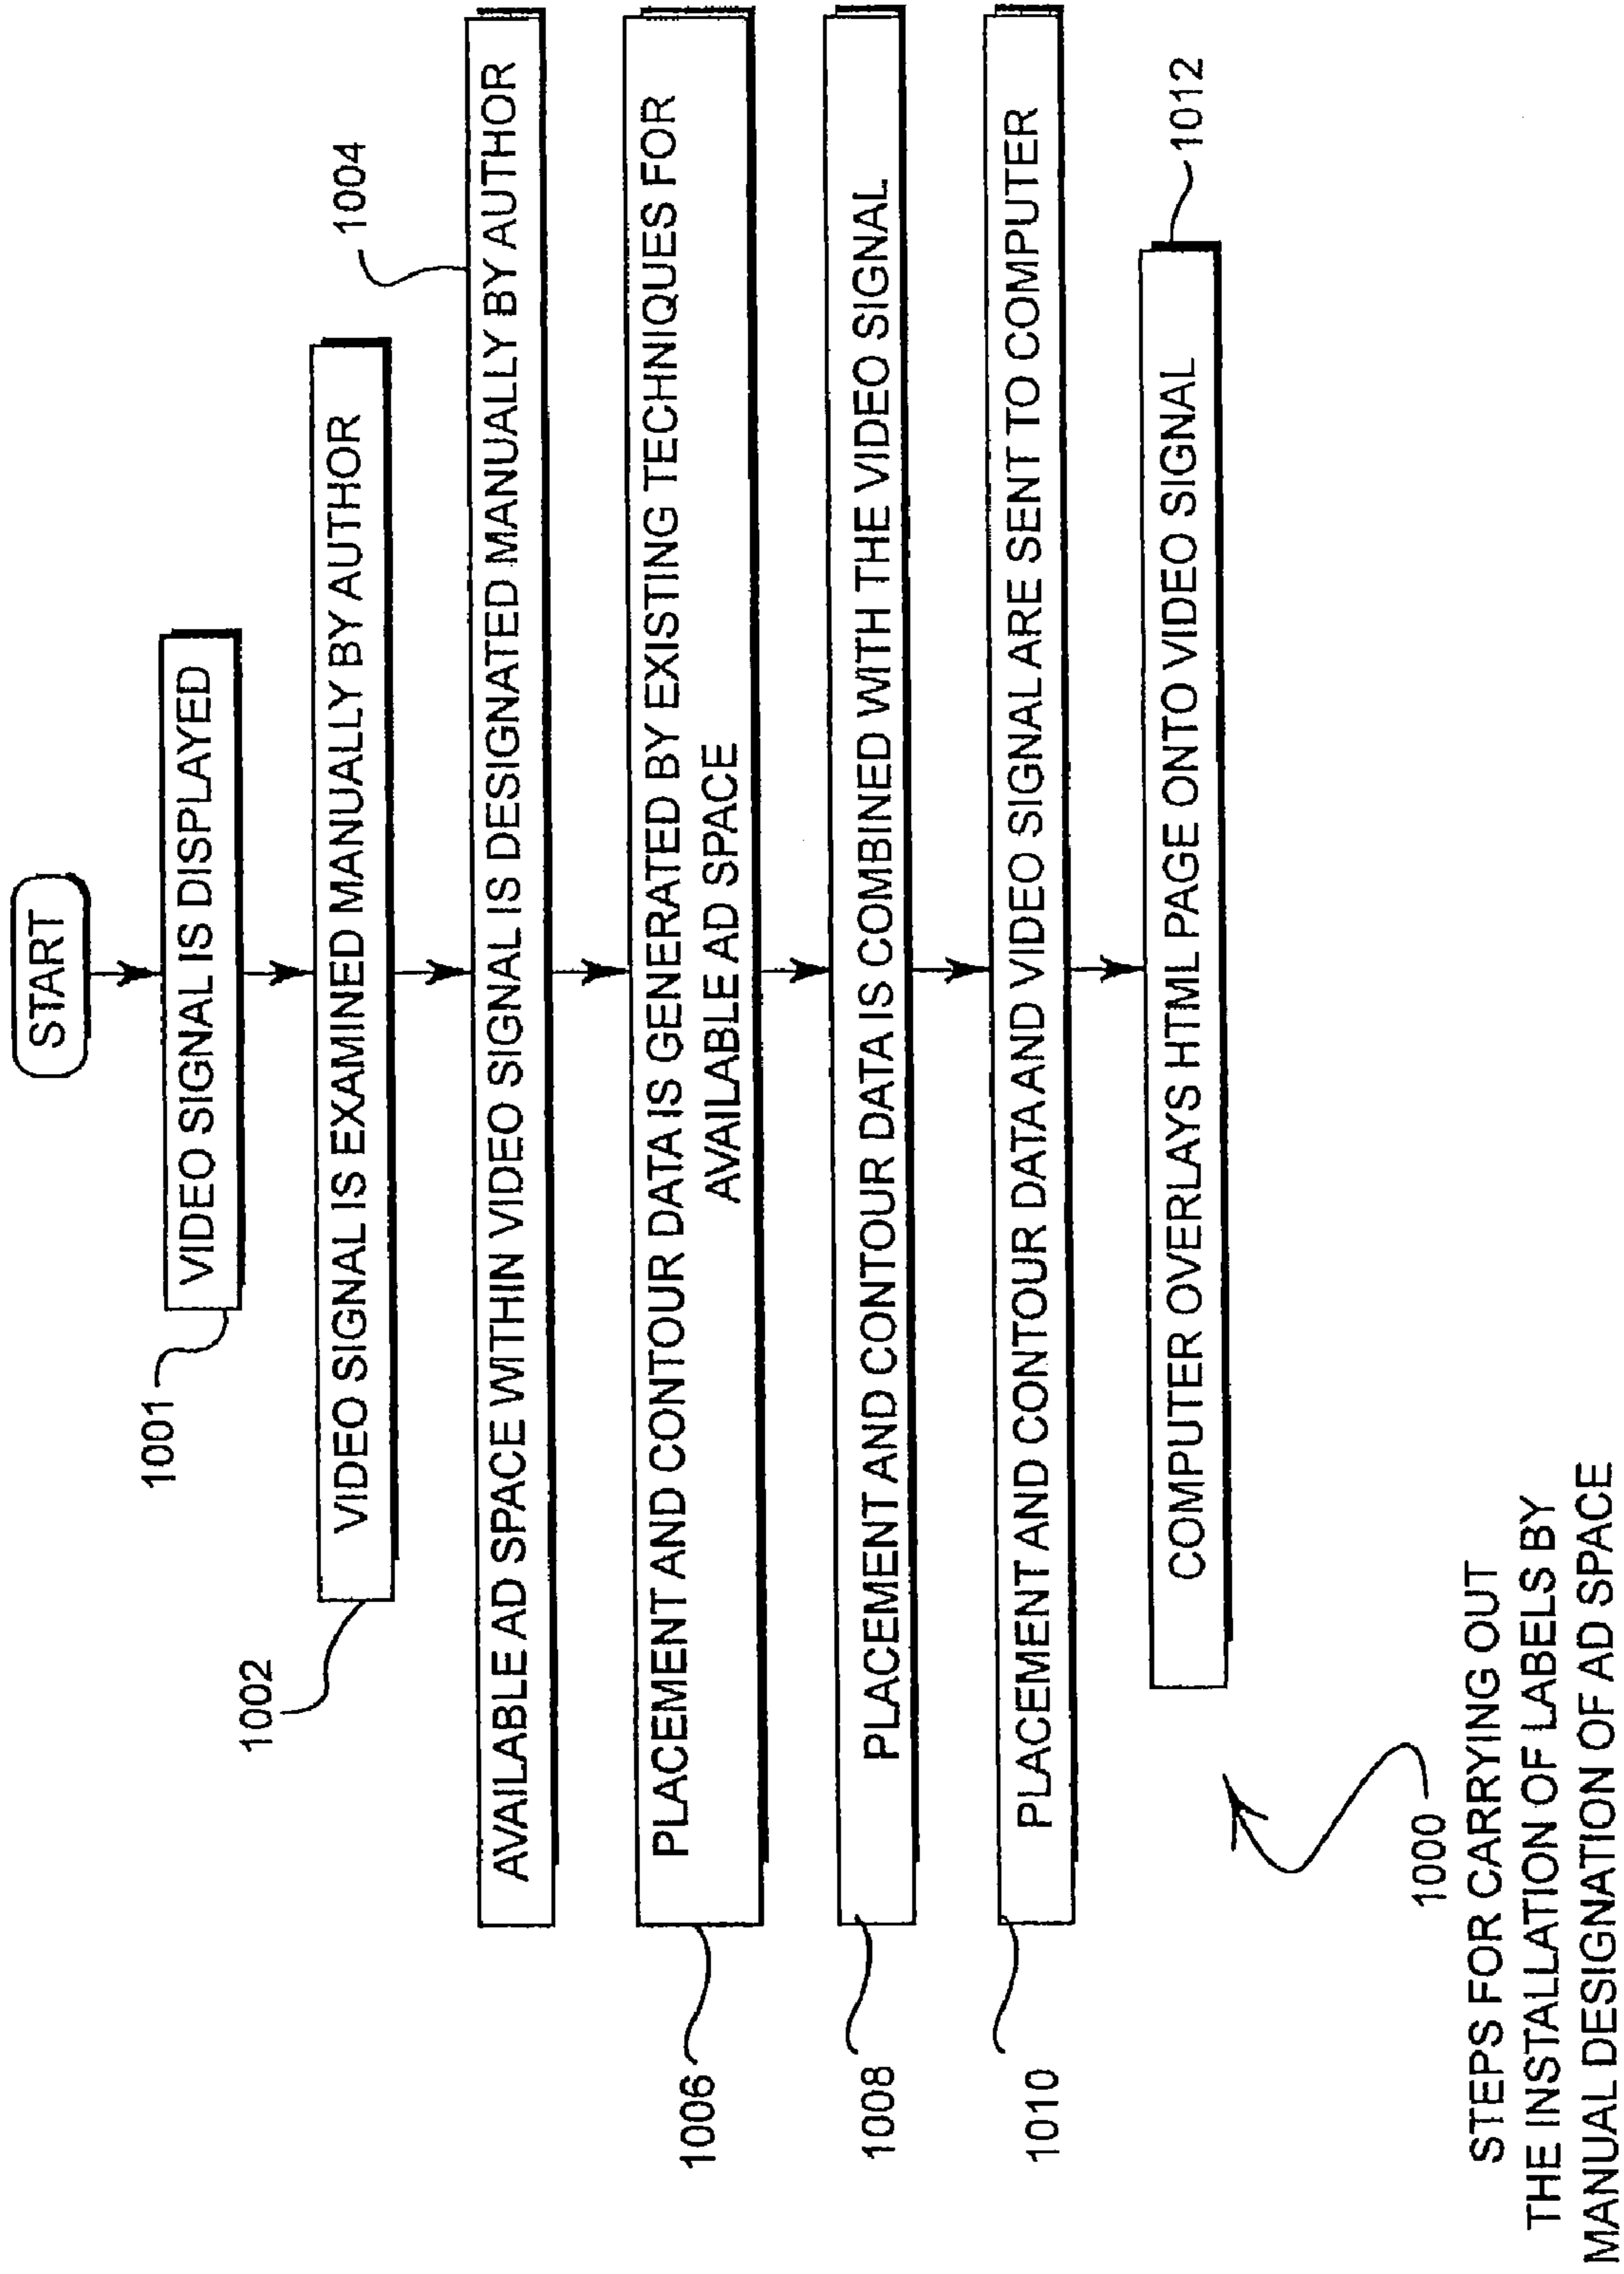 START
1001
VIDEO SIGNAL IS DISPLAYED
1002
VIDEO SIGNAL IS EXAMINED MANUALLY BY AUTHOR
1004
AVAILABLE AD SPACE WITHIN VIDEO SIGNAL IS DESIGNATED MANUALLY BY AUTHOR
1006
PLACEMENT AND CONTOUR DATA IS GENERATED BY EXISTING TECHNIQUES FOR
AVAILABLE AD SPACE
1008
PLACEMENT AND CONTOUR DATA IS COMBINED WITH THE VIDEO SIGNAL
1010
PLACEMENT AND CONTOUR DATA AND VIDEO SIGNAL ARE SENT TO COMPUTER
1012
COMPUTER OVERLAYS HTML PAGE ONTO VIDEO SIGNAL
1000
STEPS FOR CARRYING OUT
THE INSTALLATION OF LABELS BY
MANUAL DESIGNATION OF AD SPACE